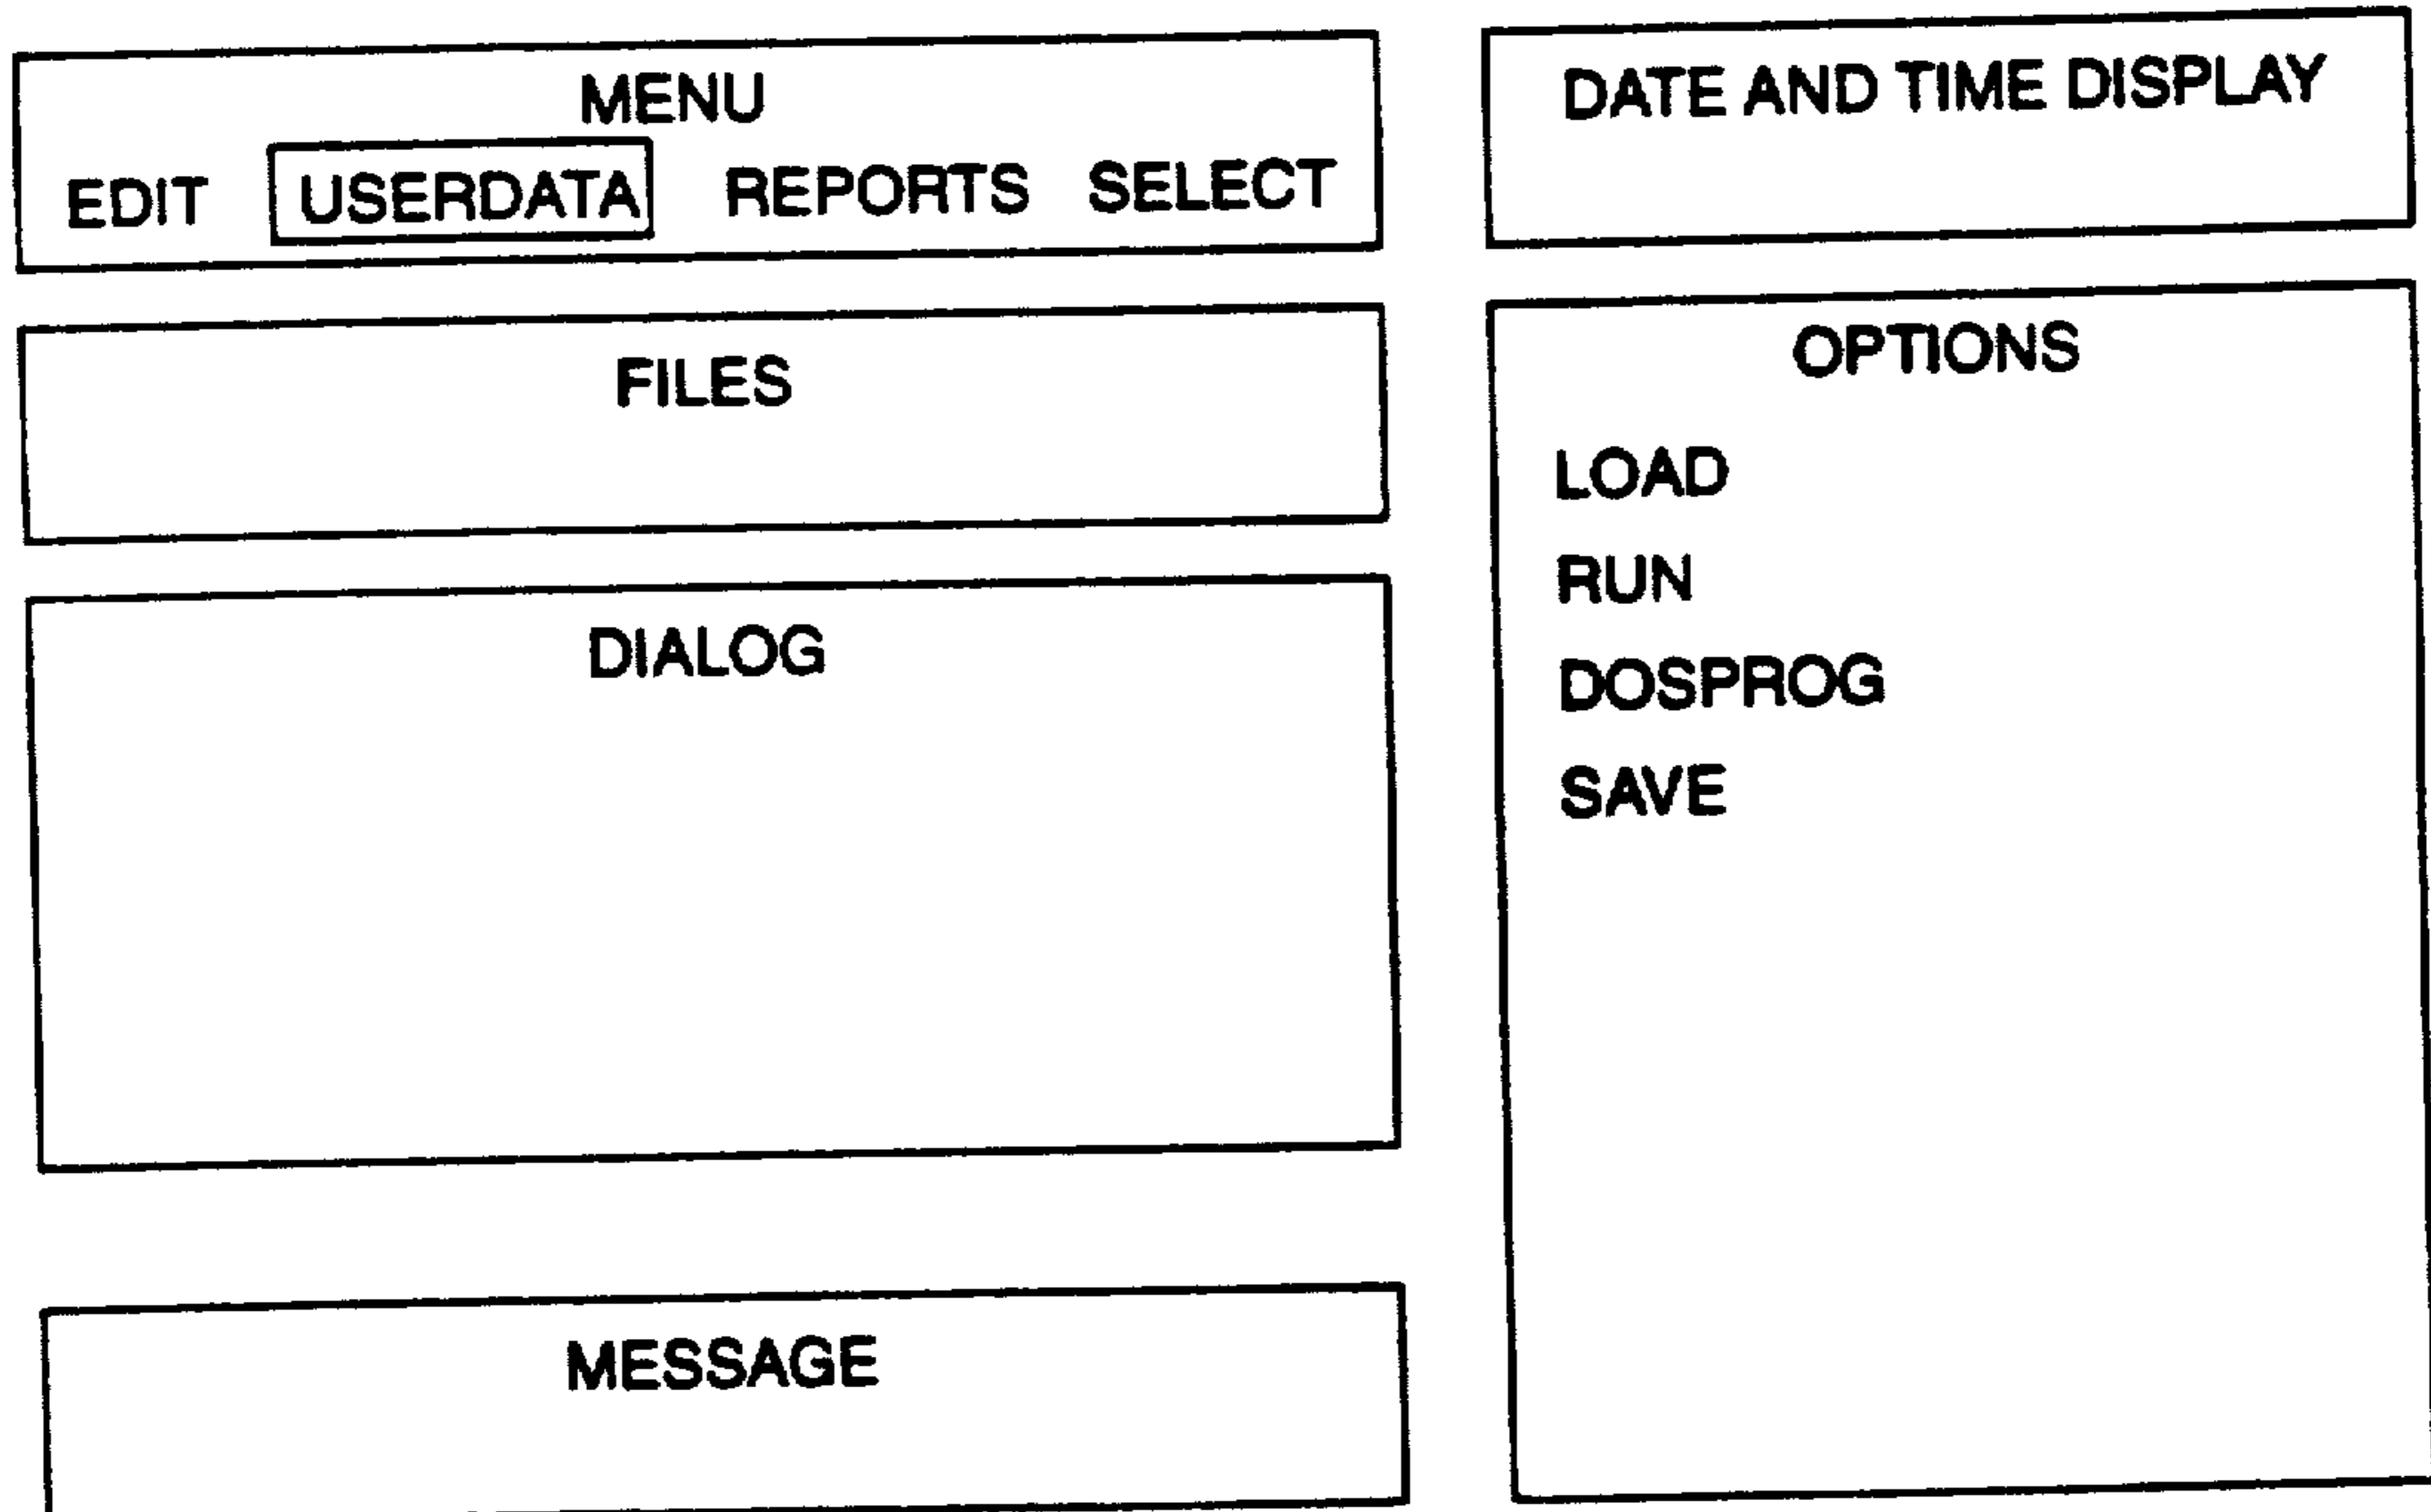 MENU
EDIT USERDATA REPORTS SELECT
DATE AND TIME DISPLAY
FILES
DIALOG
MESSAGE
OPTIONS
LOAD
RUN
DOSPROG
SAVE